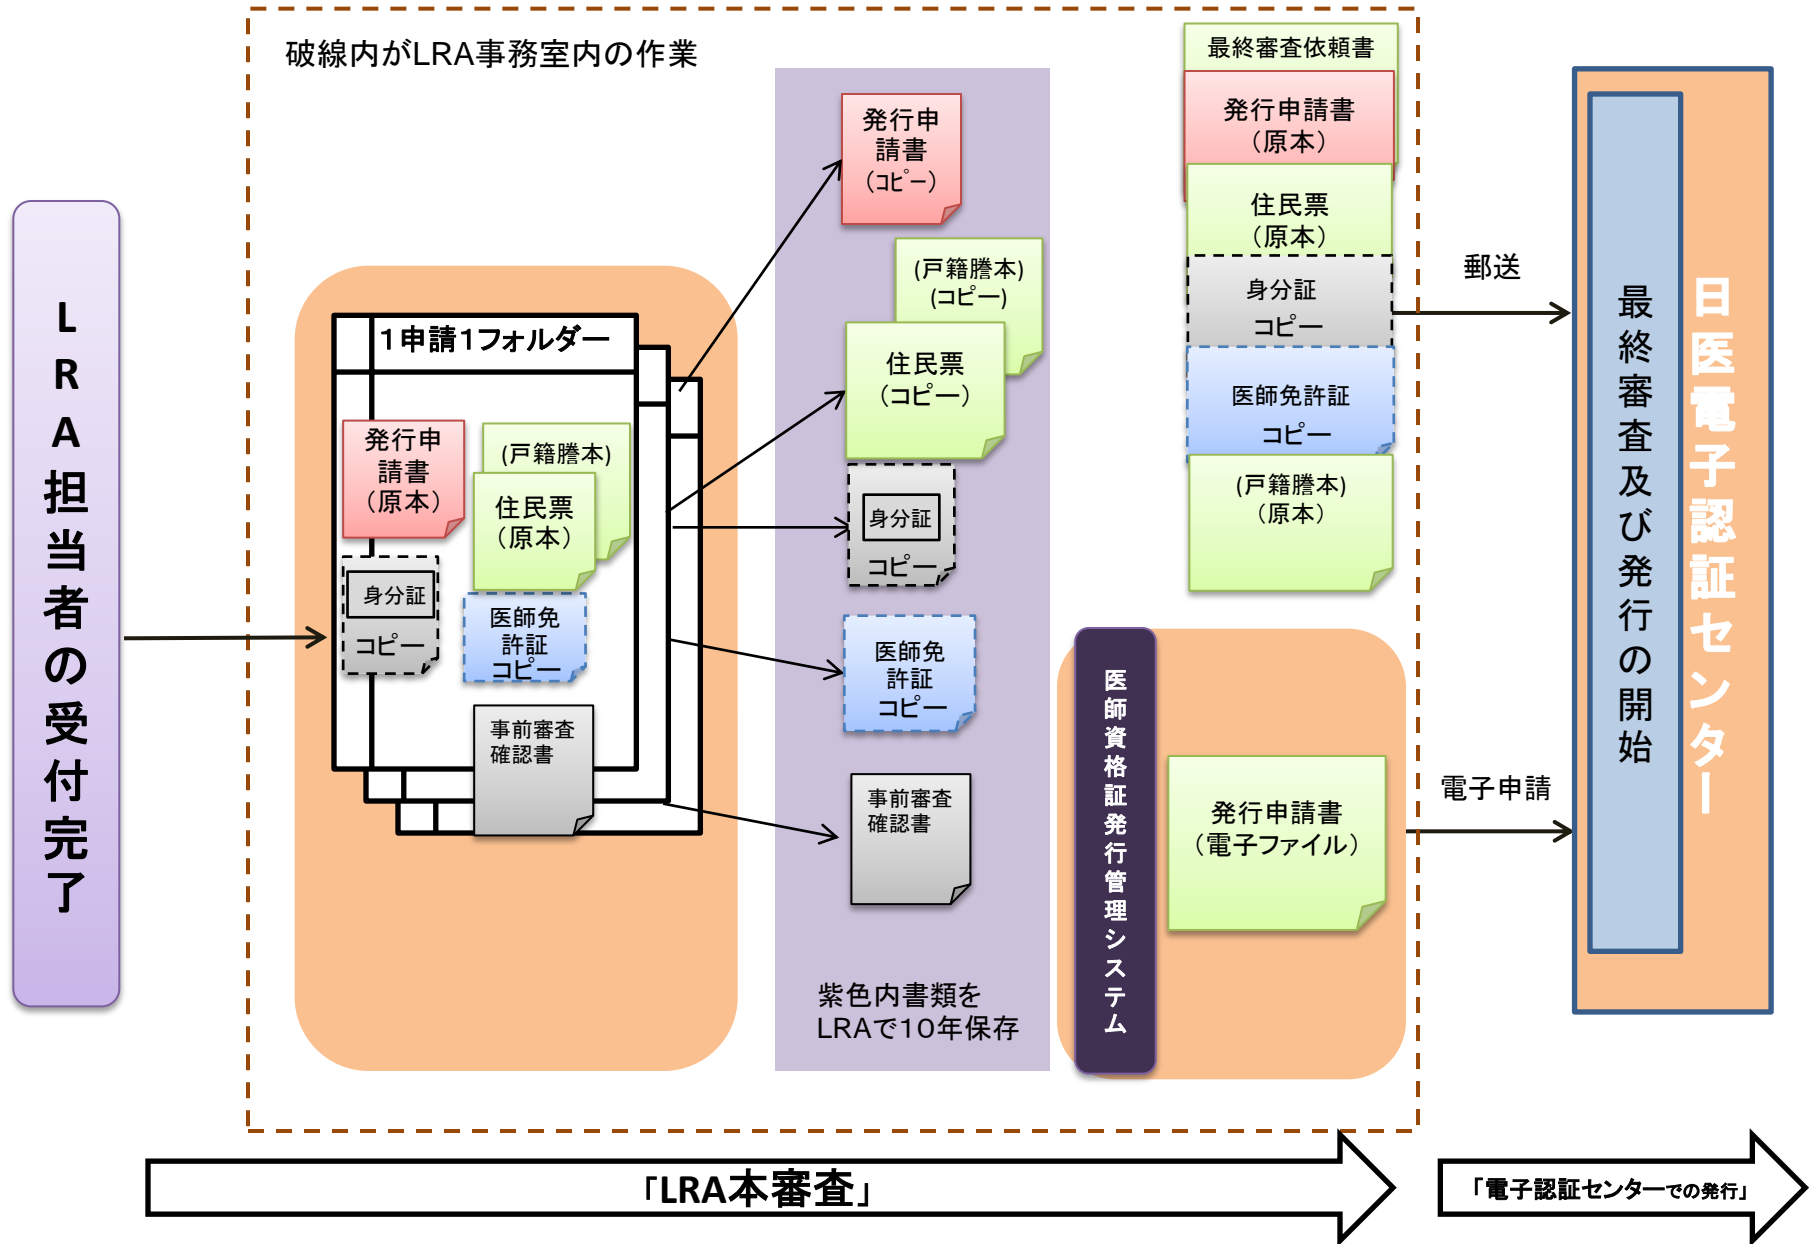 破線内がLRA事務室内の作業
LRA担当者の受付完了
1申請1フォルダー
発行申
請書
（原本）
(戸籍謄本)
住民票
（原本）
身分証
コピー
医師免
許証
コピー
事前審査
確認書
発行申
請書
（コピー）
(戸籍謄本)
(コピー)
住民票
（コピー）
身分証
コピー
医師免
許証
コピー
事前審査
確認書
紫色内書類を
LRAで10年保存
最終審査依頼書
発行申請書
（原本）
住民票
（原本）
身分証
コピー
医師免許証
コピー
(戸籍謄本)
（原本）
医師資格証発行管理システム
発行申請書
（電子ファイル）
郵送
電子申請
最終審査及び発行の開始
日医電子認証センター
「LRA本審査」
「電子認証センターでの発行」